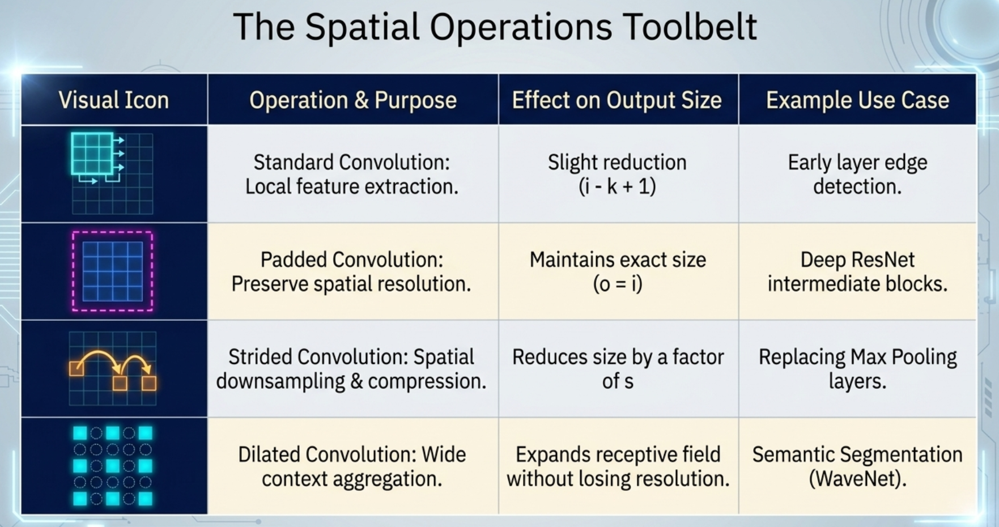 The Spatial Operations Toolbelt
Visual Icon
Operation & Purpose
Effect on Output Size
Example Use Case
Standard Convolution:
Local feature extraction.
Slight reduction
(i - k + 1)
Early layer edge
detection.
Padded Convolution:
Preserve spatial resolution.
Maintains exact size
(o = i)
Deep ResNet
intermediate blocks.
Strided Convolution: Spatial
downsampling & compression.
Reduces size by a factor
of s
Replacing Max Pooling
layers.
Dilated Convolution: Wide
context aggregation.
Expands receptive field
without losing resolution.
Semantic Segmentation
(WaveNet).